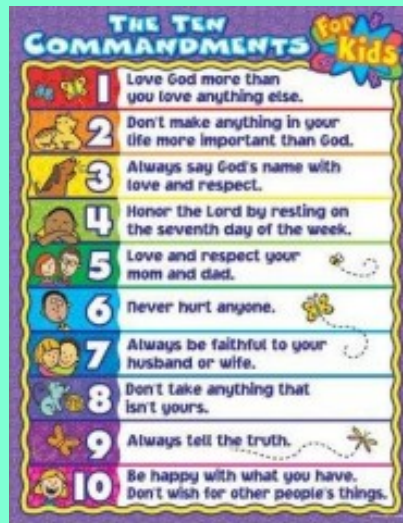 The Ten
Commandments
For
Kids
1
Love God more than
you love anything else.
2
Don't make anything in your
life more important than God.
3
Always say God's name with
love and respect.
4
Honor the Lord by resting on
the seventh day of the week.
5
Love and respect your
mom and dad.
6
Never hurt anyone.
7
Always be faithful to your
husband or wife.
8
Don't take anything that
isn't yours.
9
Always tell the truth.
10
Be happy with what you have.
Don't wish for other people's things.